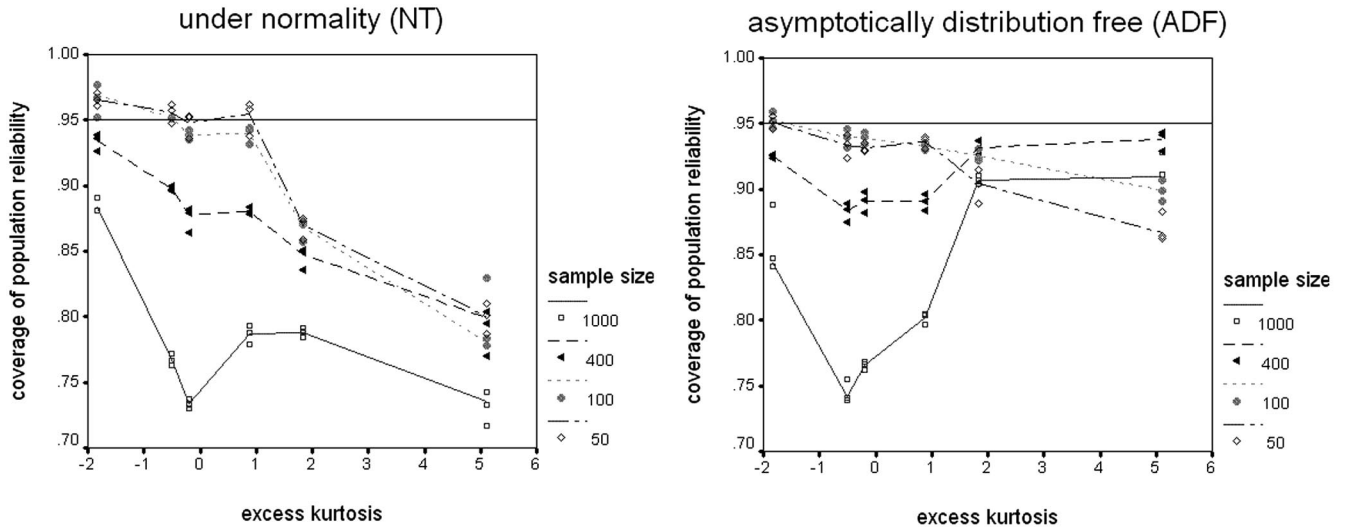 under normality (NT)
1.00
.95
.90
.85
.80
.75
.70
coverage of population reliability
-2 -1 0 1 2 3 4 5 6
excess kurtosis
sample size
1000
400
100
50
asymptotically distribution free (ADF)
1.00
.95
.90
.85
.80
.75
.70
coverage of population reliability
-2 -1 0 1 2 3 4 5 6
excess kurtosis
sample size
1000
400
100
50